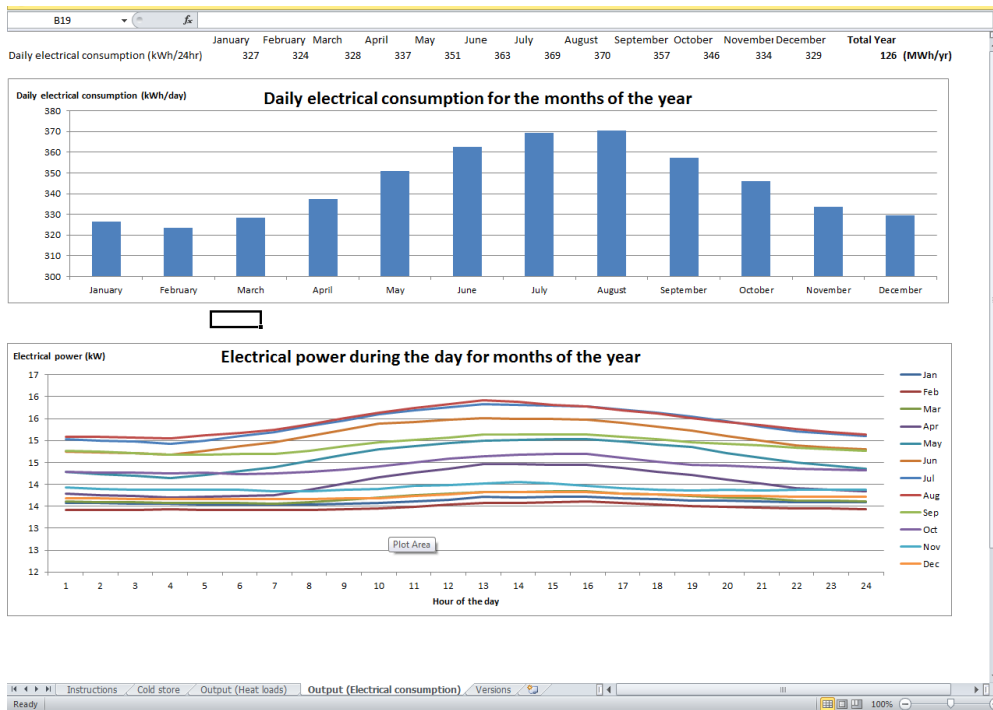 B19 fx
January February March April May June July August September October November December Total Year
Daily electrical consumption (kWh/24hr) 327 324 328 337 351 363 369 370 357 346 334 329 126 (MWh/yr)
Daily electrical consumption (kWh/day)
Daily electrical consumption for the months of the year
380
370
360
350
340
330
320
310
300
January February March April May June July August September October November December
Electrical power (kW)
Electrical power during the day for months of the year
17
16
16
15
15
14
14
13
13
12
1 2 3 4 5 6 7 8 9 10 11 12 13 14 15 16 17 18 19 20 21 22 23 24
Hour of the day
Plot Area
Jan
Feb
Mar
Apr
May
Jun
Jul
Aug
Sep
Oct
Nov
Dec
Instructions Cold store Output (Heat loads) Output (Electrical consumption) Versions
Ready 100%